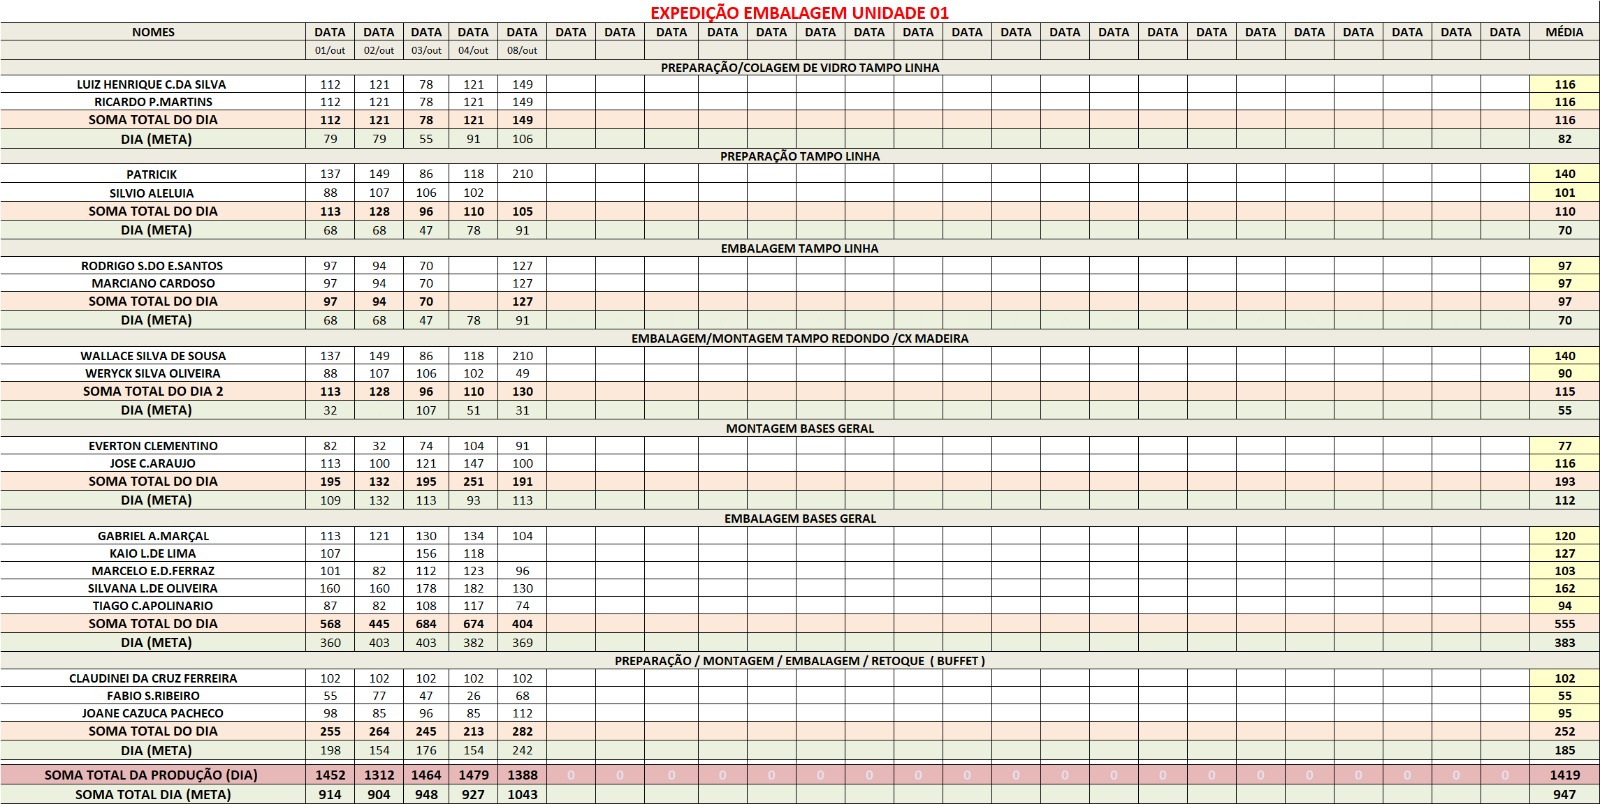 EXPEDIÇÃO EMBALAGEM UNIDADE 01
NOMES DATA DATA DATA DATA DATA DATA DATA DATA DATA DATA DATA DATA DATA DATA DATA DATA DATA DATA DATA DATA DATA DATA DATA DATA DATA MÉDIA
01/out 02/out 03/out 04/out 08/out
PREPARAÇÃO/COLAGEM DE VIDRO TAMPO LINHA
LUIZ HENRIQUE C.DA SILVA 112 121 78 121 149 116
RICARDO P.MARTINS 112 121 78 121 149 116
SOMA TOTAL DO DIA 112 121 78 121 149 116
DIA (META) 79 79 55 91 106 82
PREPARAÇÃO TAMPO LINHA
PATRICIK 137 149 86 118 210 140
SILVIO ALELUIA 88 107 106 102 101
SOMA TOTAL DO DIA 113 128 96 110 105 110
DIA (META) 68 68 47 78 91 70
EMBALAGEM TAMPO LINHA
RODRIGO S.DO E.SANTOS 97 94 70 127 97
MARCIANO CARDOSO 97 94 70 127 97
SOMA TOTAL DO DIA 97 94 70 127 97
DIA (META) 68 68 47 78 91 70
EMBALAGEM/MONTAGEM TAMPO REDONDO /CX MADEIRA
WALLACE SILVA DE SOUSA 137 149 86 118 210 140
WERYCK SILVA OLIVEIRA 88 107 106 102 49 90
SOMA TOTAL DO DIA 2 113 128 96 110 130 115
DIA (META) 32 107 51 31 55
MONTAGEM BASES GERAL
EVERTON CLEMENTINO 82 32 74 104 91 77
JOSE C.ARAUJO 113 100 121 147 100 116
SOMA TOTAL DO DIA 195 132 195 251 191 193
DIA (META) 109 132 113 93 113 112
EMBALAGEM BASES GERAL
GABRIEL A.MARÇAL 113 121 130 134 104 120
KAIO L.DE LIMA 107 156 118 127
MARCELO E.D.FERRAZ 101 82 112 123 96 103
SILVANA L.DE OLIVEIRA 160 160 178 182 130 162
TIAGO C.APOLINARIO 87 82 108 117 74 94
SOMA TOTAL DO DIA 568 445 684 674 404 555
DIA (META) 360 403 403 382 369 383
PREPARAÇÃO / MONTAGEM / EMBALAGEM / RETOQUE ( BUFFET )
CLAUDINEI DA CRUZ FERREIRA 102 102 102 102 102 102
FABIO S.RIBEIRO 55 77 47 26 68 55
JOANE CAZUCA PACHECO 98 85 96 85 112 95
SOMA TOTAL DO DIA 255 264 245 213 282 252
DIA (META) 198 154 176 154 242 185
SOMA TOTAL DA PRODUÇÃO (DIA) 1452 1312 1464 1479 1388 0 0 0 0 0 0 0 0 0 0 0 0 0 0 0 0 0 0 0 0 1419
SOMA TOTAL DIA (META) 914 904 948 927 1043 947